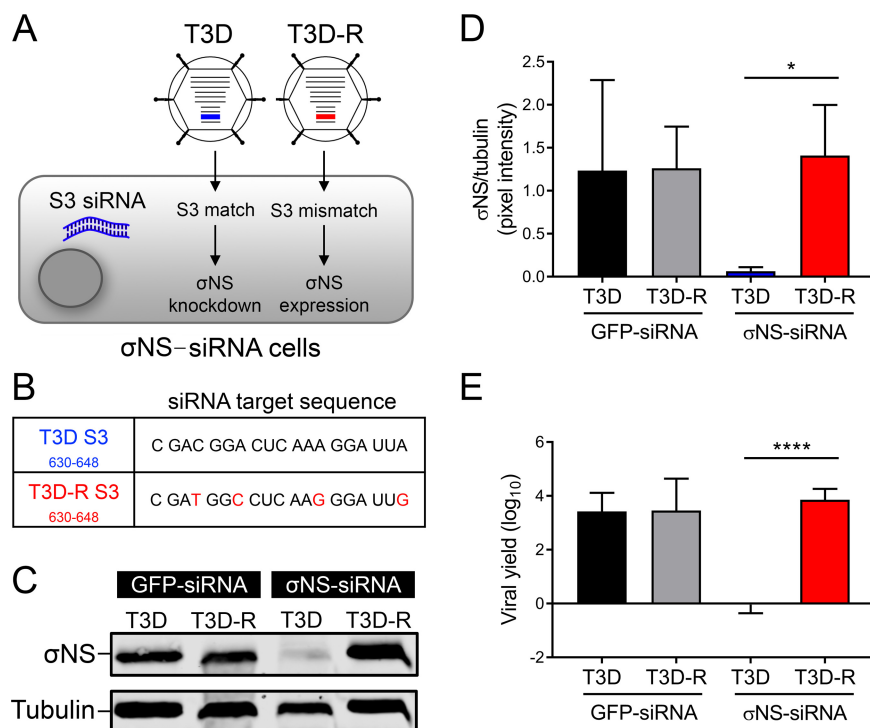 A
T3D T3D-R
S3 siRNA
S3 match S3 mismatch
σNS
knockdown
σNS
expression
σNS–siRNA cells
B
siRNA target sequence
T3D S3
630-648
C GAC GGA CUC AAA GGA UUA
T3D-R S3
630-648
C GAT GGC CUC AAG GGA UUG
C
GFP-siRNA σNS-siRNA
T3D T3D-R T3D T3D-R
σNS
Tubulin
D
σNS/tubulin
(pixel intensity)
2.5
2.0
1.5
1.0
0.5
0.0
*
T3D T3D-R T3D T3D-R
GFP-siRNA σNS-siRNA
E
Viral yield (log10)
6
4
2
0
-2
****
T3D T3D-R T3D T3D-R
GFP-siRNA σNS-siRNA